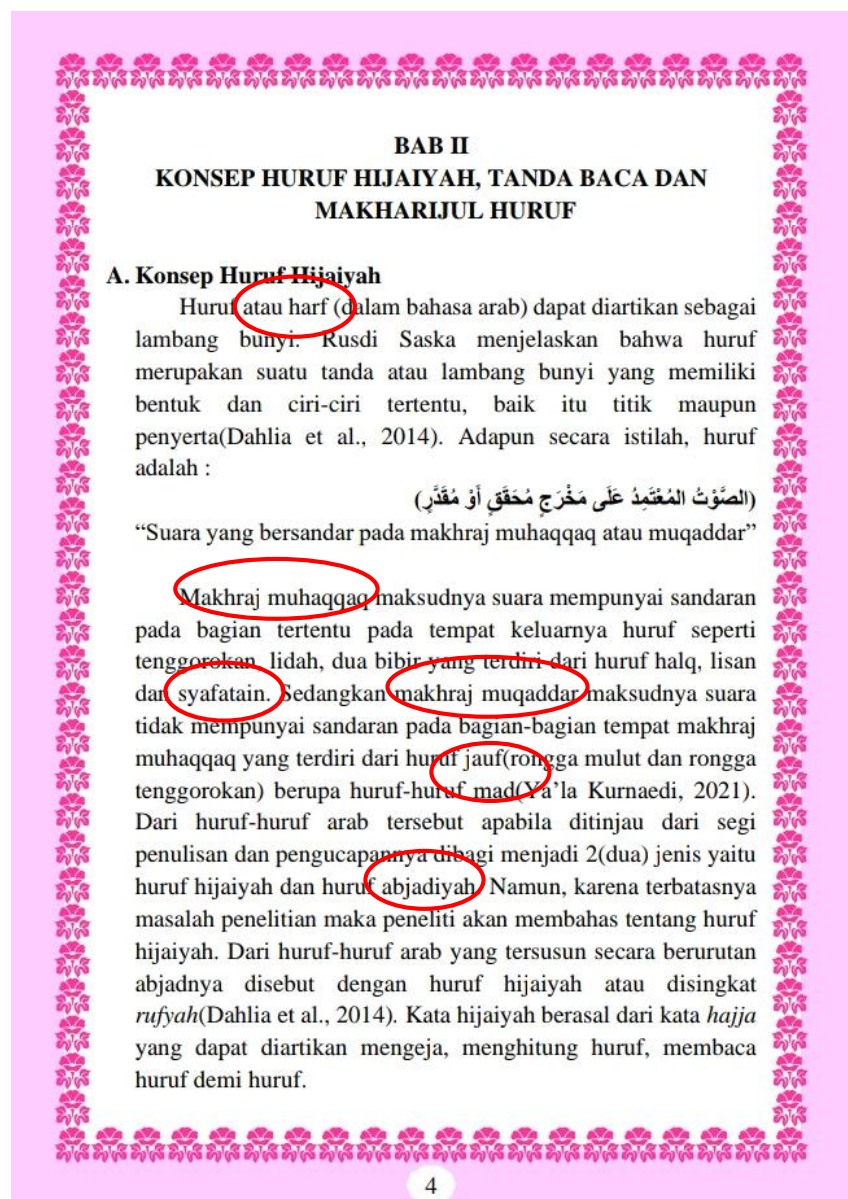 BAB II
KONSEP HURUF HIJAIYAH, TANDA BACA DAN
MAKHARIJUL HURUF
A. Konsep Huruf Hijaiyah
Huruf atau harf (dalam bahasa arab) dapat diartikan sebagai
lambang bunyi. Rusdi Saska menjelaskan bahwa huruf
merupakan suatu tanda atau lambang bunyi yang memiliki
bentuk dan ciri-ciri tertentu, baik itu titik maupun
penyerta(Dahlia et al., 2014). Adapun secara istilah, huruf
adalah :
(الصَّوْتُ المُعْتَمِدُ عَلَى مَخْرَجٍ مُحَقَّقٍ أَوْ مُقَدَّرٍ)
“Suara yang bersandar pada makhraj muhaqqaq atau muqaddar”
Makhraj muhaqqaq maksudnya suara mempunyai sandaran
pada bagian tertentu pada tempat keluarnya huruf seperti
tenggorokan, lidah, dua bibir yang terdiri dari huruf halq, lisan
dan syafatain. Sedangkan makhraj muqaddar maksudnya suara
tidak mempunyai sandaran pada bagian-bagian tempat makhraj
muhaqqaq yang terdiri dari huruf jauf(rongga mulut dan rongga
tenggorokan) berupa huruf-huruf mad(Ya’la Kurnaedi, 2021).
Dari huruf-huruf arab tersebut apabila ditinjau dari segi
penulisan dan pengucapannya dibagi menjadi 2(dua) jenis yaitu
huruf hijaiyah dan huruf abjadiyah. Namun, karena terbatasnya
masalah penelitian maka peneliti akan membahas tentang huruf
hijaiyah. Dari huruf-huruf arab yang tersusun secara berurutan
abjadnya disebut dengan huruf hijaiyah atau disingkat
rufyah(Dahlia et al., 2014). Kata hijaiyah berasal dari kata hajja
yang dapat diartikan mengeja, menghitung huruf, membaca
huruf demi huruf.
4